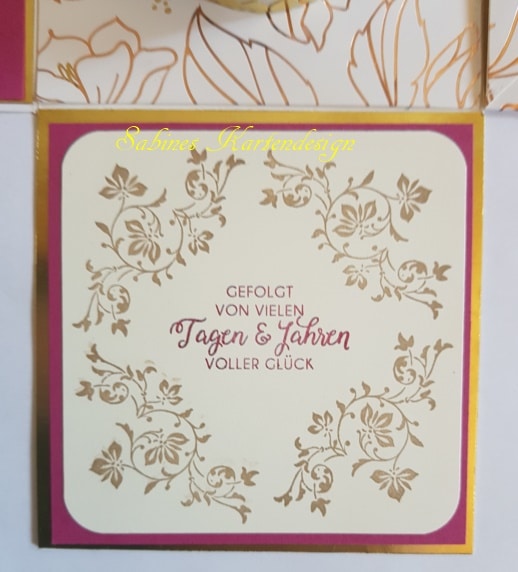 Sabines Kartendesign
GEFOLGT
VON VIELEN
Tagen & Jahren
VOLLER GLÜCK